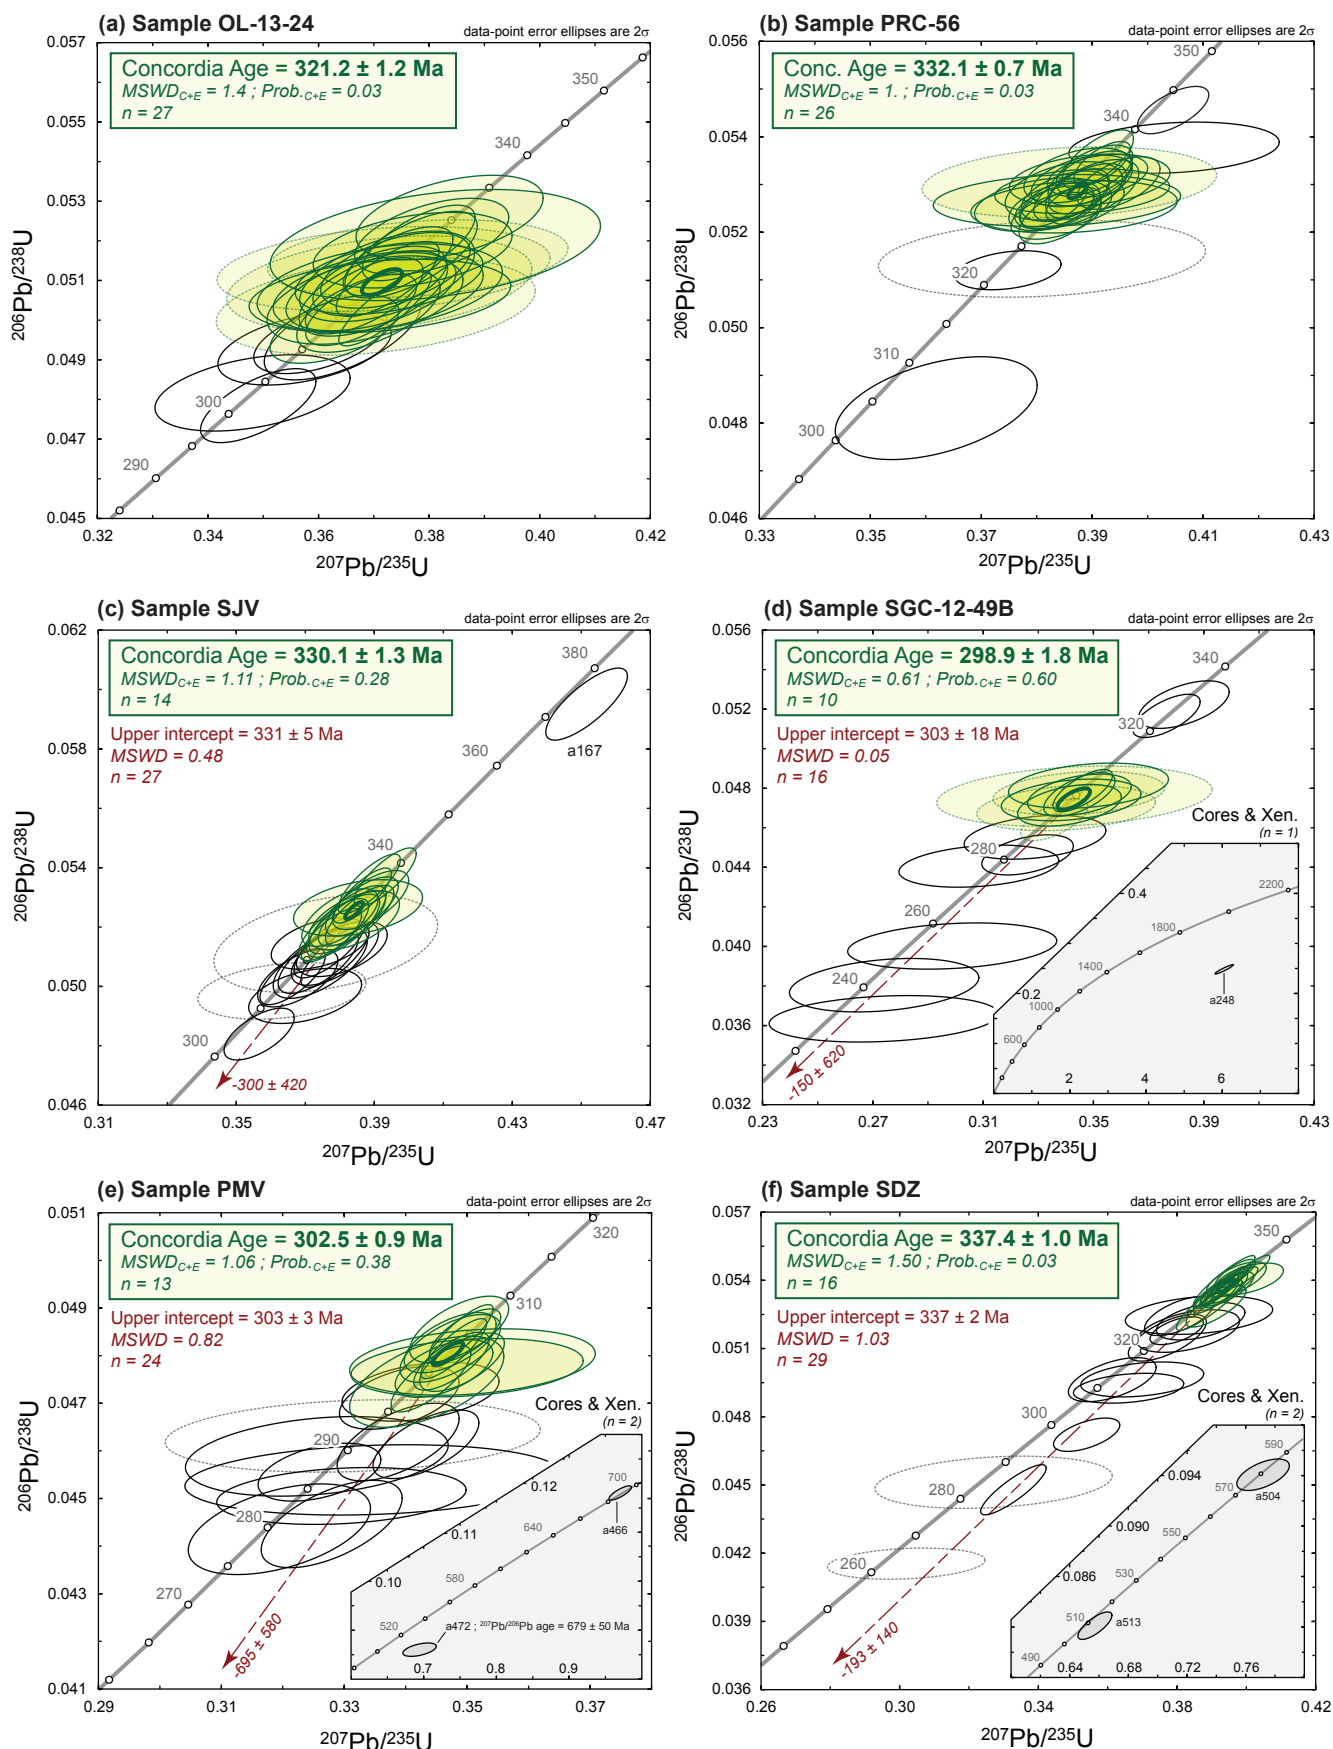 (a) Sample OL-13-24
data-point error ellipses are 2σ
Concordia Age = 321.2 ± 1.2 Ma
MSWD C+E = 1.4 ; Prob. C+E = 0.03
n = 27
0.057
0.055
0.053
0.051
0.049
0.047
0.045
350
340
300
290
0.32
0.34
0.36
0.38
0.40
0.42
206Pb/238U
207Pb/235U
(b) Sample PRC-56
data-point error ellipses are 2σ
Conc. Age = 332.1 ± 0.7 Ma
MSWD C+E = 1. ; Prob. C+E = 0.03
n = 26
0.056
0.054
0.052
0.050
0.048
0.046
350
340
320
310
300
0.33
0.35
0.37
0.39
0.41
0.43
206Pb/238U
207Pb/235U
(c) Sample SJV
data-point error ellipses are 2σ
Concordia Age = 330.1 ± 1.3 Ma
MSWD C+E = 1.11 ; Prob. C+E = 0.28
n = 14
Upper intercept = 331 ± 5 Ma
MSWD = 0.48
n = 27
0.062
0.058
0.054
0.050
0.046
380
a167
360
340
300
-300 ± 420
0.31
0.35
0.39
0.43
0.47
206Pb/238U
207Pb/235U
(d) Sample SGC-12-49B
data-point error ellipses are 2σ
Concordia Age = 298.9 ± 1.8 Ma
MSWD C+E = 0.61 ; Prob. C+E = 0.60
n = 10
Upper intercept = 303 ± 18 Ma
MSWD = 0.05
n = 16
0.056
0.052
0.048
0.044
0.040
0.036
0.032
340
320
280
260
240
-150 ± 620
Cores & Xen.
(n = 1)
0.4
0.2
2200
1800
1400
1000
600
a248
2
4
6
0.23
0.27
0.31
0.35
0.39
0.43
206Pb/238U
207Pb/235U
(e) Sample PMV
data-point error ellipses are 2σ
Concordia Age = 302.5 ± 0.9 Ma
MSWD C+E = 1.06 ; Prob. C+E = 0.38
n = 13
Upper intercept = 303 ± 3 Ma
MSWD = 0.82
n = 24
0.051
0.049
0.047
0.045
0.043
0.041
320
310
290
280
270
-695 ± 580
Cores & Xen.
(n = 2)
0.12
0.11
0.10
700
640
580
520
a466
a472 ; 207Pb/206Pb age = 679 ± 50 Ma
0.7
0.8
0.9
0.29
0.31
0.33
0.35
0.37
206Pb/238U
207Pb/235U
(f) Sample SDZ
data-point error ellipses are 2σ
Concordia Age = 337.4 ± 1.0 Ma
MSWD C+E = 1.50 ; Prob. C+E = 0.03
n = 16
Upper intercept = 337 ± 2 Ma
MSWD = 1.03
n = 29
0.057
0.054
0.051
0.048
0.045
0.042
0.039
0.036
350
320
300
280
260
-193 ± 140
Cores & Xen.
(n = 2)
0.094
0.090
0.086
590
570
550
530
510
490
a504
a513
0.64
0.68
0.72
0.76
0.26
0.30
0.34
0.38
0.42
206Pb/238U
207Pb/235U